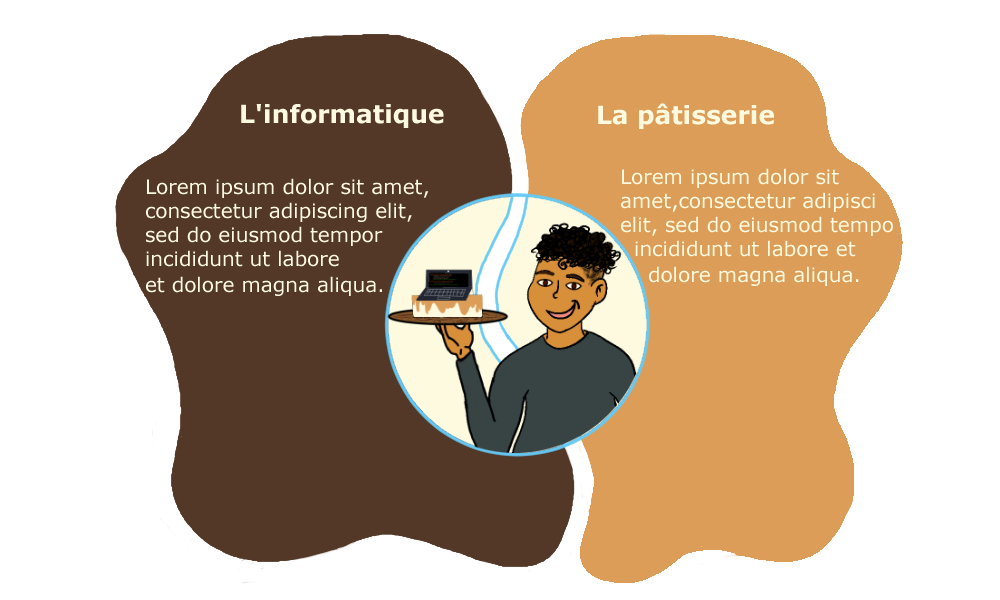 L'informatique
Lorem ipsum dolor sit amet,
consectetur adipiscing elit,
sed do eiusmod tempor
incididunt ut labore
et dolore magna aliqua.
La pâtisserie
Lorem ipsum dolor sit
amet,consectetur adipisci
elit, sed do eiusmod tempo
incididunt ut labore et
dolore magna aliqua.